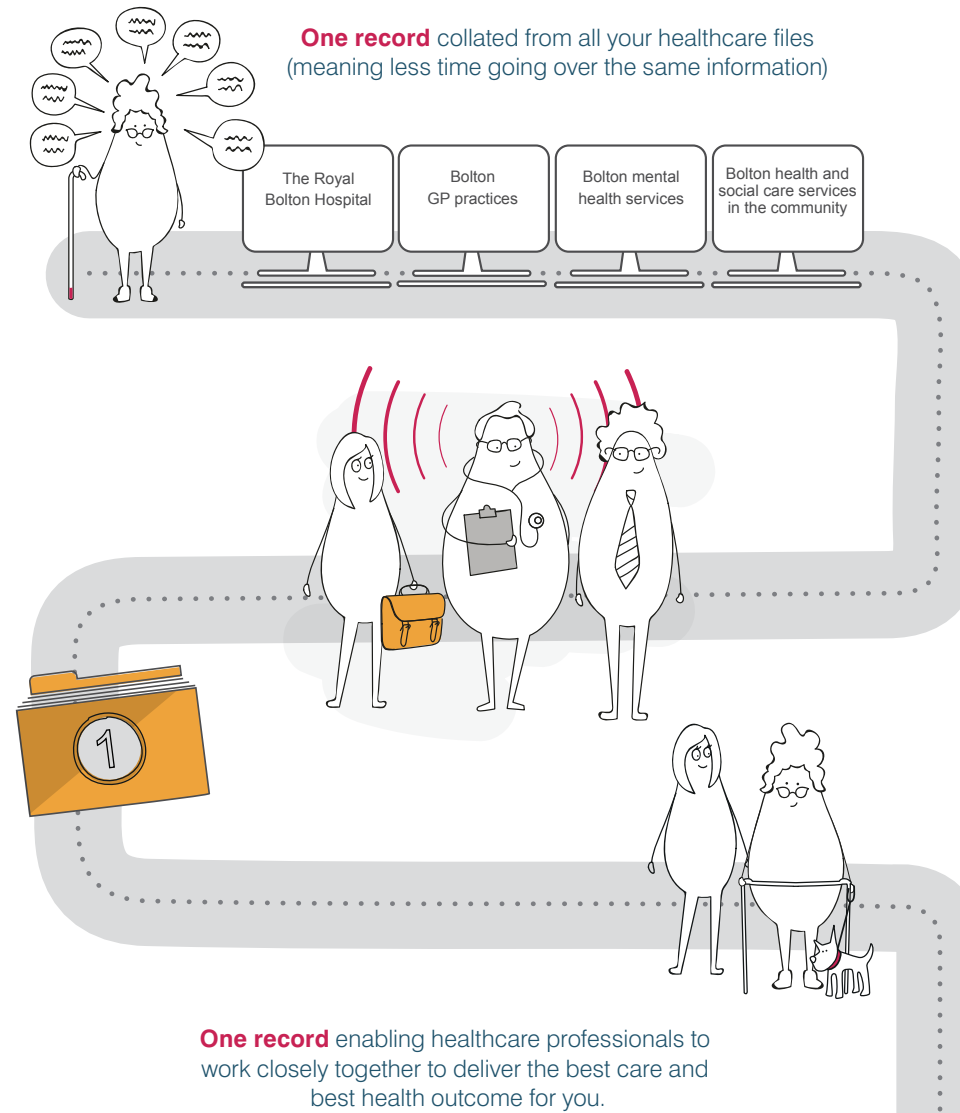 One record collated from all your healthcare files
(meaning less time going over the same information)
The Royal
Bolton Hospital
Bolton
GP practices
Bolton mental
health services
Bolton health and
social care services
in the community
1
One record enabling healthcare professionals to
work closely together to deliver the best care and
best health outcome for you.